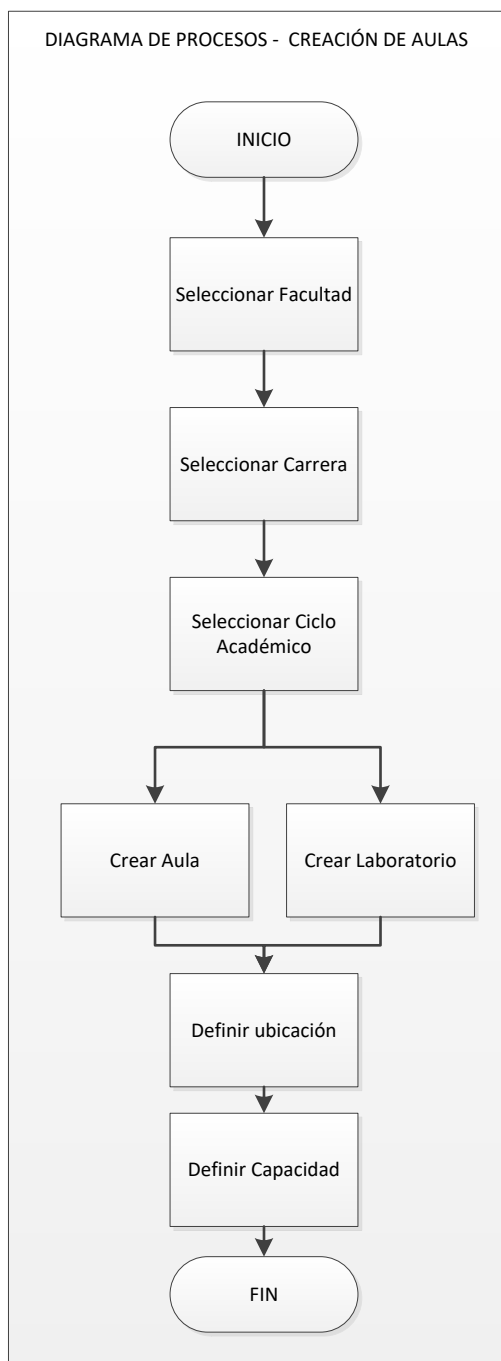 DIAGRAMA DE PROCESOS - CREACIÓN DE AULAS
INICIO
Seleccionar Facultad
Seleccionar Carrera
Seleccionar Ciclo
Académico
Crear Aula
Crear Laboratorio
Definir ubicación
Definir Capacidad
FIN